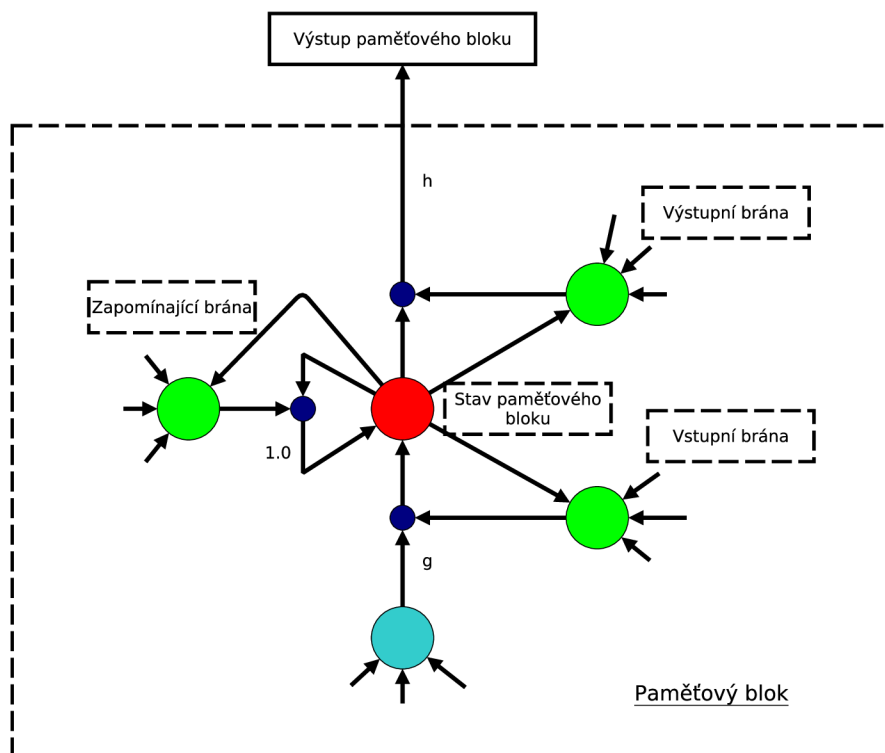 Výstup paměťového bloku
h
Výstupní brána
Zapomínající brána
Stav paměťového
bloku
Vstupní brána
1.0
g
Paměťový blok